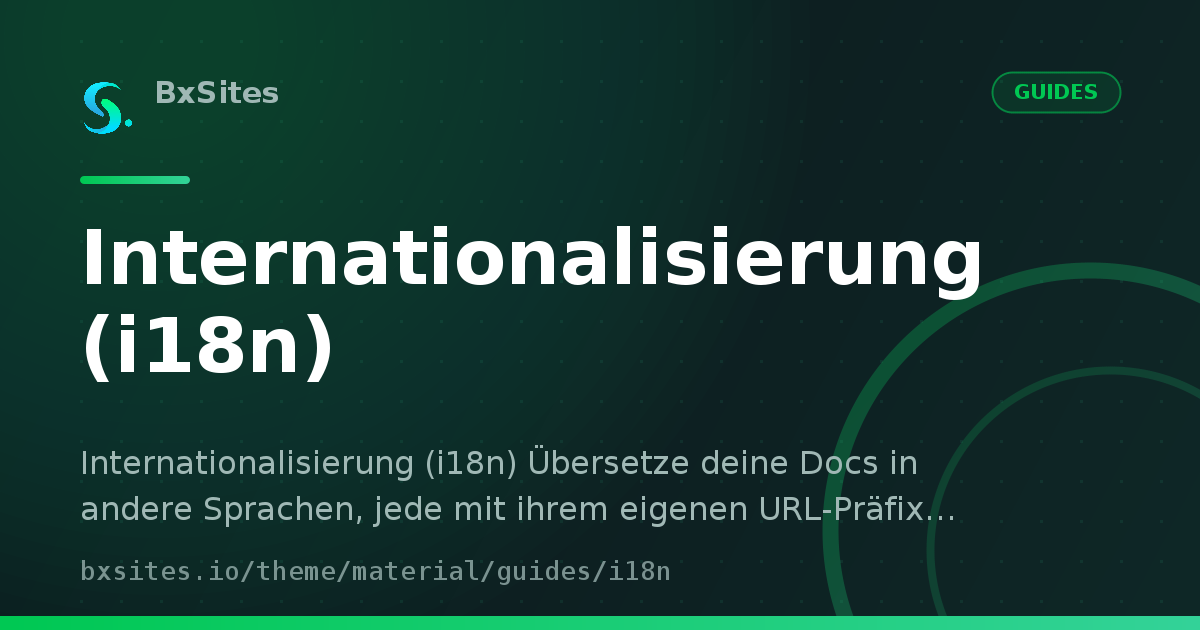 BxSites
GUIDES
Internationalisierung
(i18n)
Internationalisierung (i18n) Übersetze deine Docs in
andere Sprachen, jede mit ihrem eigenen URL-Präfix…
bxsites.io/theme/material/guides/i18n